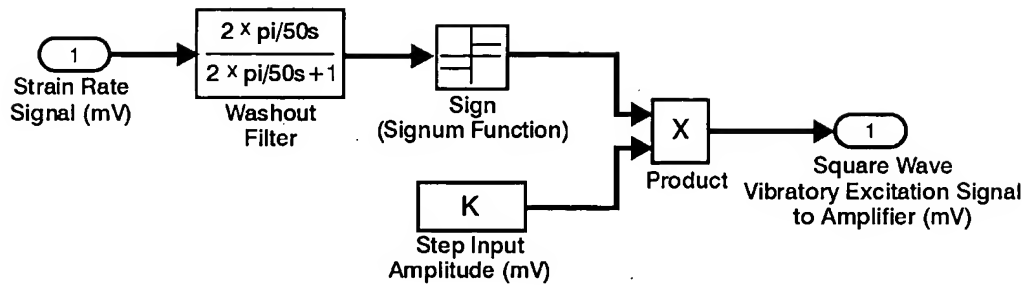 1
Strain Rate
Signal (mV)
2 x pi/50s
2 x pi/50s+1
Washout
Filter
Sign
(Signum Function)
K
Step Input
Amplitude (mV)
X
Product
1
Square Wave
Vibratory Excitation Signal
to Amplifier (mV)